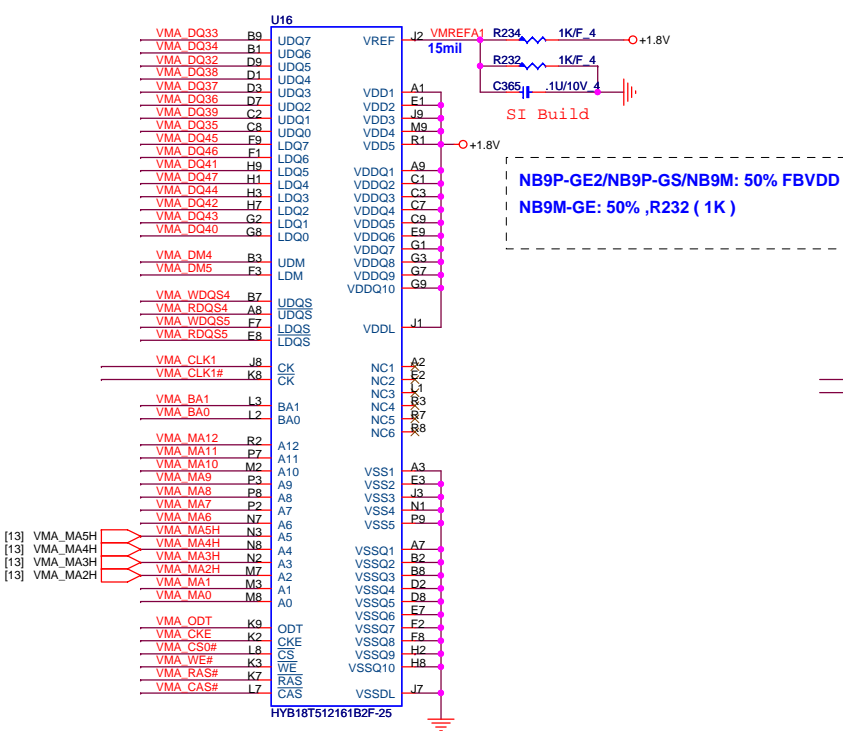 U16
VMA_DQ33 B9 UDQ7
VMA_DQ34 B1 UDQ6
VMA_DQ32 D9 UDQ5
VMA_DQ38 D1 UDQ4
VMA_DQ37 D3 UDQ3
VMA_DQ36 D7 UDQ2
VMA_DQ39 C2 UDQ1
VMA_DQ35 C8 UDQ0
VMA_DQ45 F9 LDQ7
VMA_DQ46 F1 LDQ6
VMA_DQ41 H9 LDQ5
VMA_DQ47 H1 LDQ4
VMA_DQ44 H3 LDQ3
VMA_DQ42 H7 LDQ2
VMA_DQ43 G2 LDQ1
VMA_DQ40 G8 LDQ0
VMA_DM4 B3 UDM
VMA_DM5 F3 LDM
VMA_WDQS4 B7 UDQS
VMA_RDQS4 A8 UDQS
VMA_WDQS5 F7 LDQS
VMA_RDQS5 E8 LDQS
VMA_CLK1 J8 CK
VMA_CLK1# K8 CK
VMA_BA1 L3 BA1
VMA_BA0 L2 BA0
VMA_MA12 R2 A12
VMA_MA11 P7 A11
VMA_MA10 M2 A10
VMA_MA9 P3 A9
VMA_MA8 P8 A8
VMA_MA7 P2 A7
VMA_MA6 N7 A6
[13] VMA_MA5H VMA_MA5H N3 A5
[13] VMA_MA4H VMA_MA4H N8 A4
[13] VMA_MA3H VMA_MA3H N2 A3
[13] VMA_MA2H VMA_MA2H M7 A2
VMA_MA1 M3 A1
VMA_MA0 M8 A0
VMA_ODT K9 ODT
VMA_CKE K2 CKE
VMA_CS0# L8 CS
VMA_WE# K3 WE
VMA_RAS# K7 RAS
VMA_CAS# L7 CAS
VREF J2 VMREFA1 R234 1K/F_4 +1.8V
15mil
R232 1K/F_4
C365 .1U/10V_4
SI Build
VDD1 A1
VDD2 E1
VDD3 J9
VDD4 M9
VDD5 R1 +1.8V
VDDQ1 A9
VDDQ2 C1
VDDQ3 C3
VDDQ4 C7
VDDQ5 C9
VDDQ6 E9
VDDQ7 G1
VDDQ8 G3
VDDQ9 G7
VDDQ10 G9
VDDL J1
NC1 A2
NC2 E2
NC3 L1
NC4 R3
NC5 R7
NC6 R8
VSS1 A3
VSS2 E3
VSS3 J3
VSS4 N1
VSS5 P9
VSSQ1 A7
VSSQ2 B2
VSSQ3 B8
VSSQ4 D2
VSSQ5 D8
VSSQ6 E7
VSSQ7 F2
VSSQ8 F8
VSSQ9 H2
VSSQ10 H8
VSSDL J7
HYB18T512161B2F-25
NB9P-GE2/NB9P-GS/NB9M: 50% FBVDD
NB9M-GE: 50% ,R232 ( 1K )